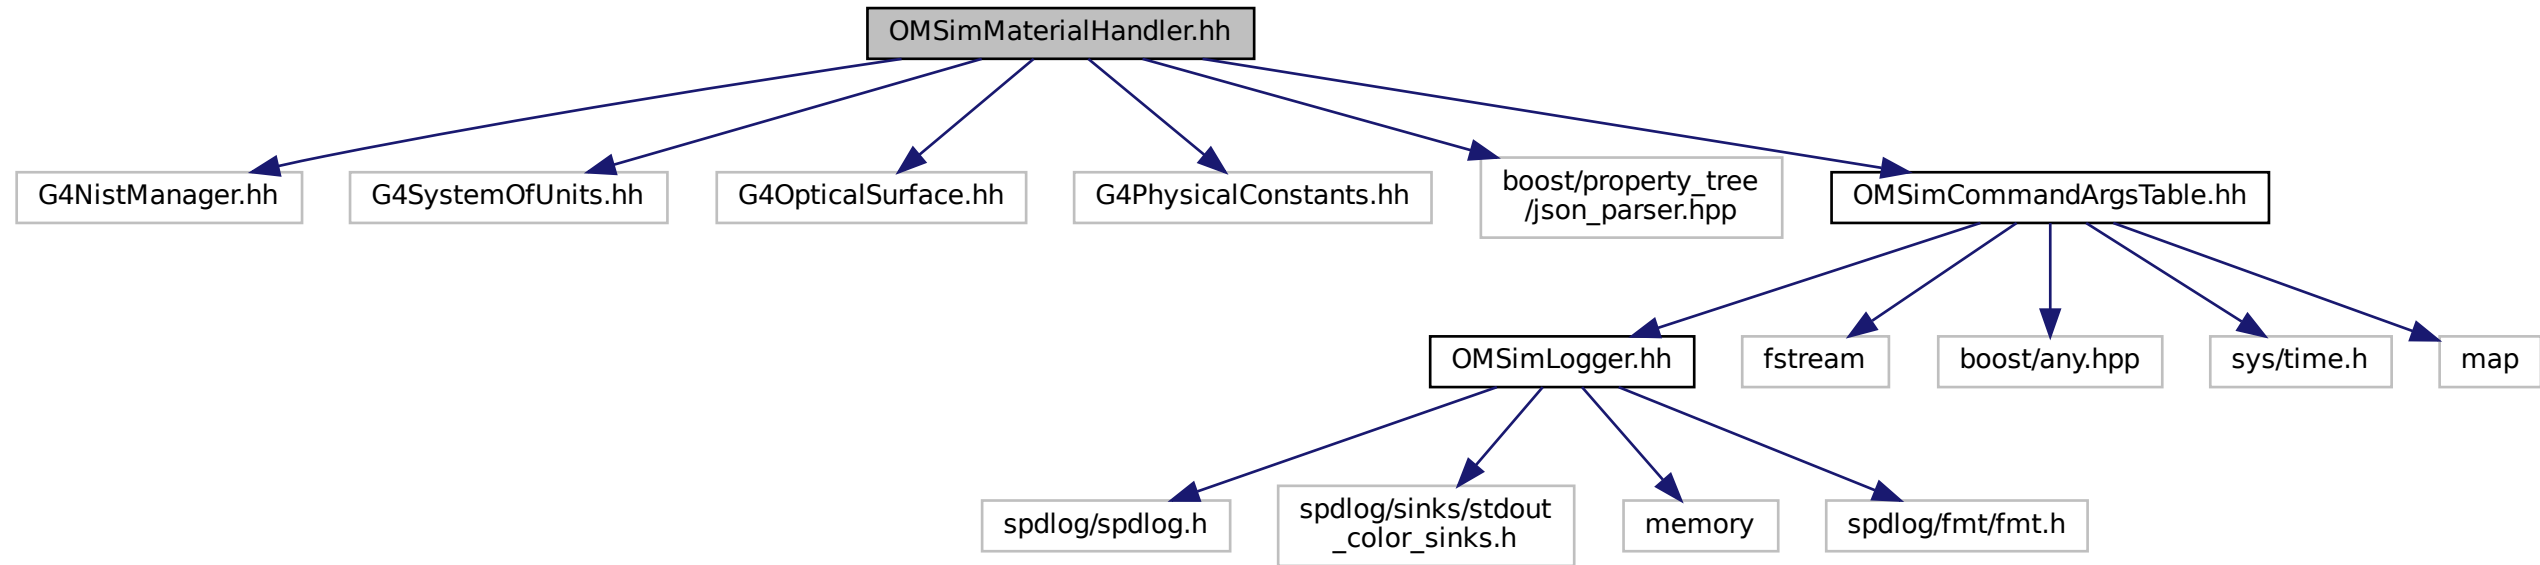 OMSimMaterialHandler.hh
G4NistManager.hh
G4SystemOfUnits.hh
G4OpticalSurface.hh
G4PhysicalConstants.hh
boost/property_tree
/json_parser.hpp
OMSimCommandArgsTable.hh
OMSimLogger.hh
fstream
boost/any.hpp
sys/time.h
map
spdlog/spdlog.h
spdlog/sinks/stdout
_color_sinks.h
memory
spdlog/fmt/fmt.h